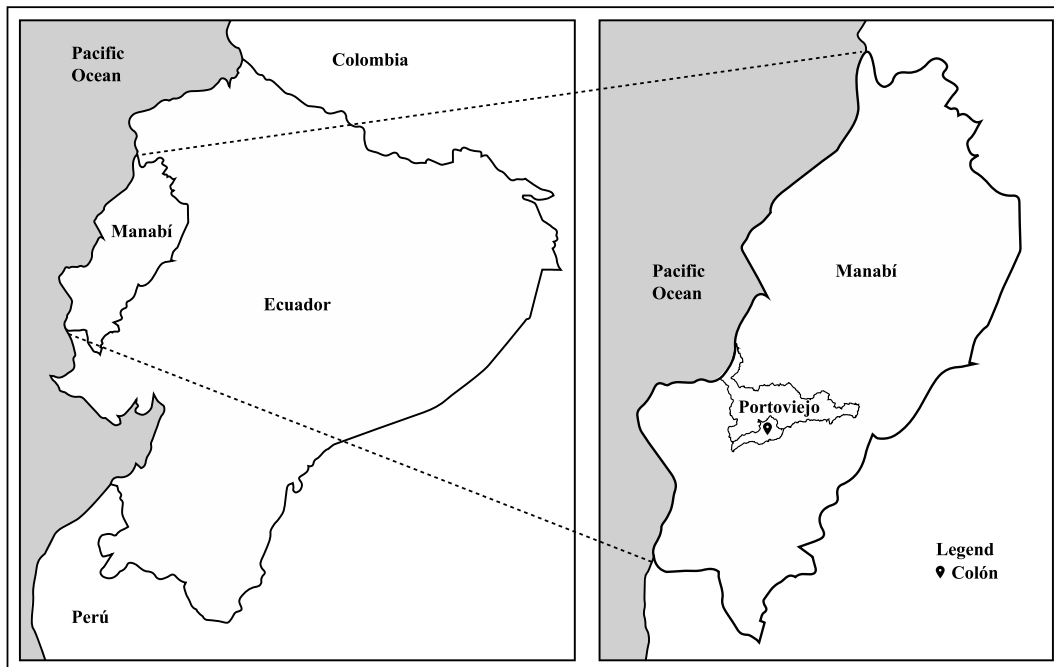 Pacific
Ocean
Colombia
Manabí
Ecuador
Perú
Pacific
Ocean
Manabí
Portoviejo
Legend
Colón